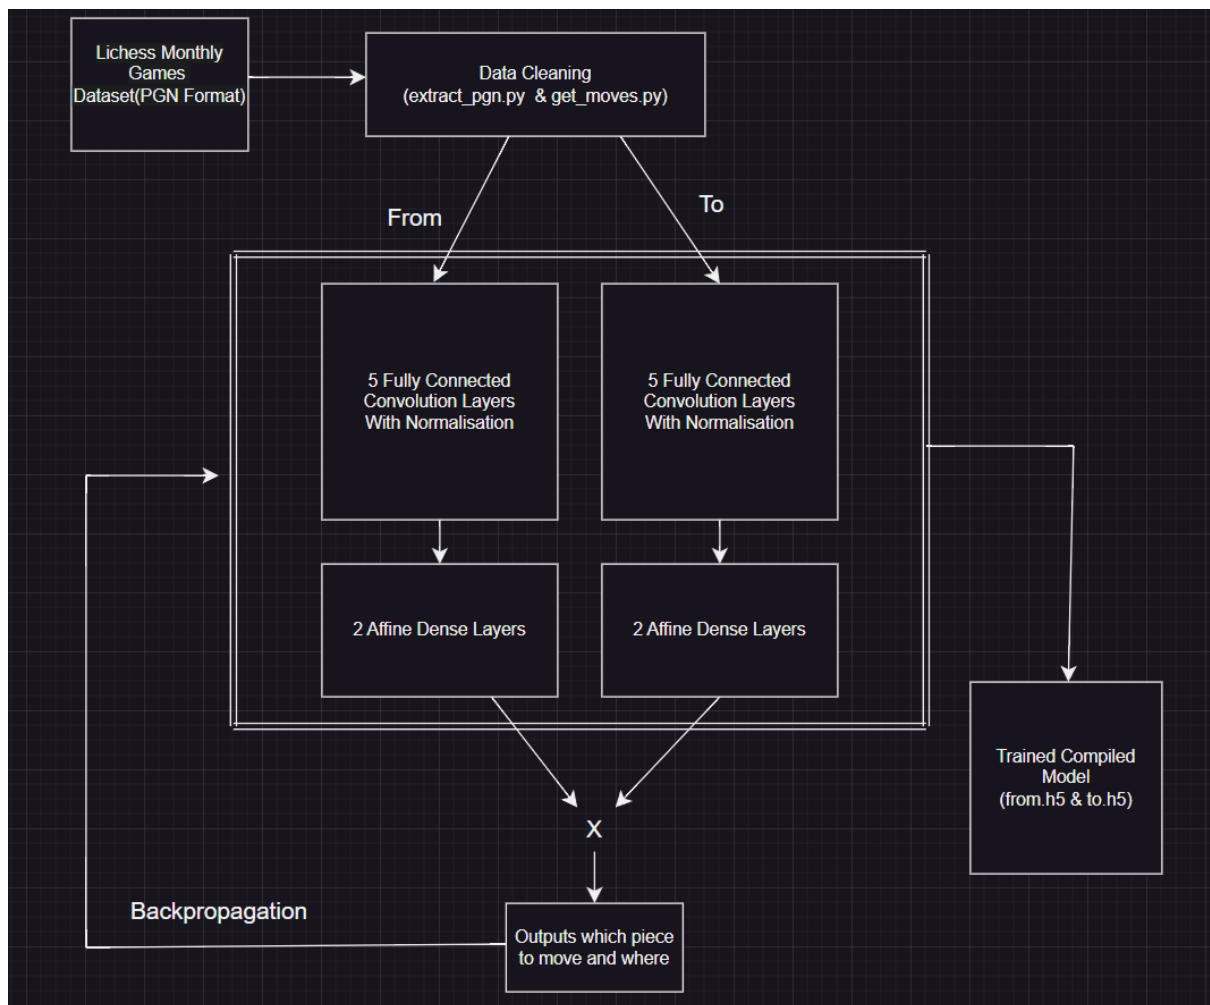 Lichess Monthly
Games
Dataset(PGN Format)
Data Cleaning
(extract_pgn.py & get_moves.py)
From
To
5 Fully Connected
Convolution Layers
With Normalisation
5 Fully Connected
Convolution Layers
With Normalisation
2 Affine Dense Layers
2 Affine Dense Layers
Trained Compiled
Model
(from.h5 & to.h5)
X
Backpropagation
Outputs which piece
to move and where